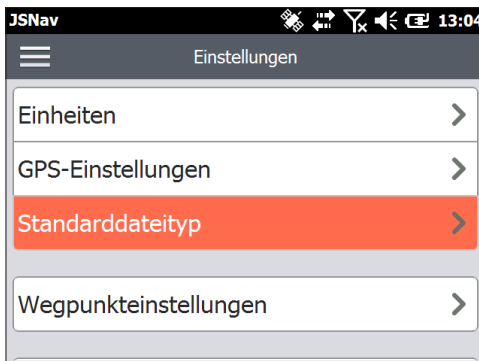 JSNav 13:04
Einstellungen
Einheiten
GPS-Einstellungen
Standarddateityp
Wegpunkteinstellungen